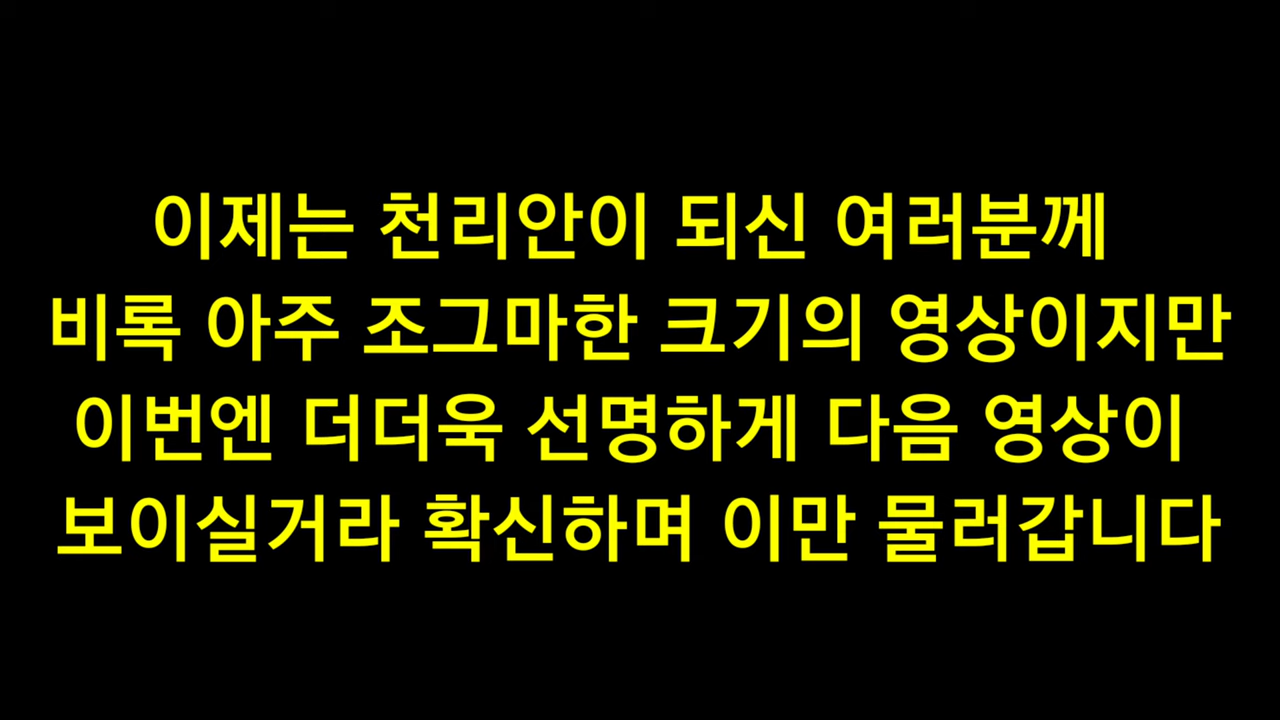 이제는 천리안이 되신 여러분께
비록 아주 조그마한 크기의 영상이지만
이번엔 더더욱 선명하게 다음 영상이
보이실거라 확신하며 이만 물러갑니다